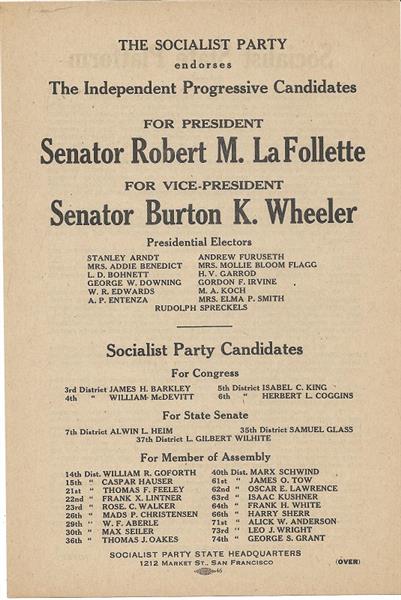 THE SOCIALIST PARTY
endorses
The Independent Progressive Candidates
FOR PRESIDENT
Senator Robert M. LaFollette
FOR VICE-PRESIDENT
Senator Burton K. Wheeler
Presidential Electors
STANLEY ARNDT ANDREW FURUSETH
MRS. ADDIE BENEDICT MRS. MOLLIE BLOOM FLAGG
L. D. BOHNETT H. V. GARROD
GEORGE W. DOWNING GORDON F. IRVINE
W. R. EDWARDS M. A. KOCH
A. P. ENTENZA MRS. ELMA P. SMITH
RUDOLPH SPRECKELS
Socialist Party Candidates
For Congress
3rd District JAMES H. BARKLEY 5th District ISABEL C. KING
4th " WILLIAM McDEVITT 6th " HERBERT L. COGGINS
For State Senate
7th District ALWIN L. HEIM 35th District SAMUEL GLASS
37th District L. GILBERT WILHITE
For Member of Assembly
14th Dist. WILLIAM R. GOFORTH 40th Dist. MARX SCHWIND
15th " CASPAR HAUSER 61st " JAMES O. TOW
21st " THOMAS F. FEELEY 62nd " OSCAR E. LAWRENCE
22nd " FRANK X. LINTNER 63rd " ISAAC KUSHNER
23rd " ROSE C. WALKER 64th " FRANK H. WHITE
26th " MADS P. CHRISTENSEN 66th " HARRY SHERR
29th " W. F. ABERLE 71st " ALICK W. ANDERSON
30th " MAX SEILER 73rd " LEO J. WRIGHT
36th " THOMAS J. OAKES 74th " GEORGE S. GRANT
SOCIALIST PARTY STATE HEADQUARTERS
1212 MARKET ST., SAN FRANCISCO (OVER)
46